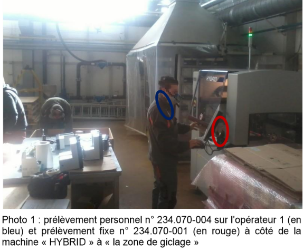 Photo 1 : prélèvement personnel n° 234.070-004 sur l'opérateur 1 (en
bleu) et prélèvement fixe n° 234.070-001 (en rouge) à côté de la
machine « HYBRID » à « la zone de giclage »